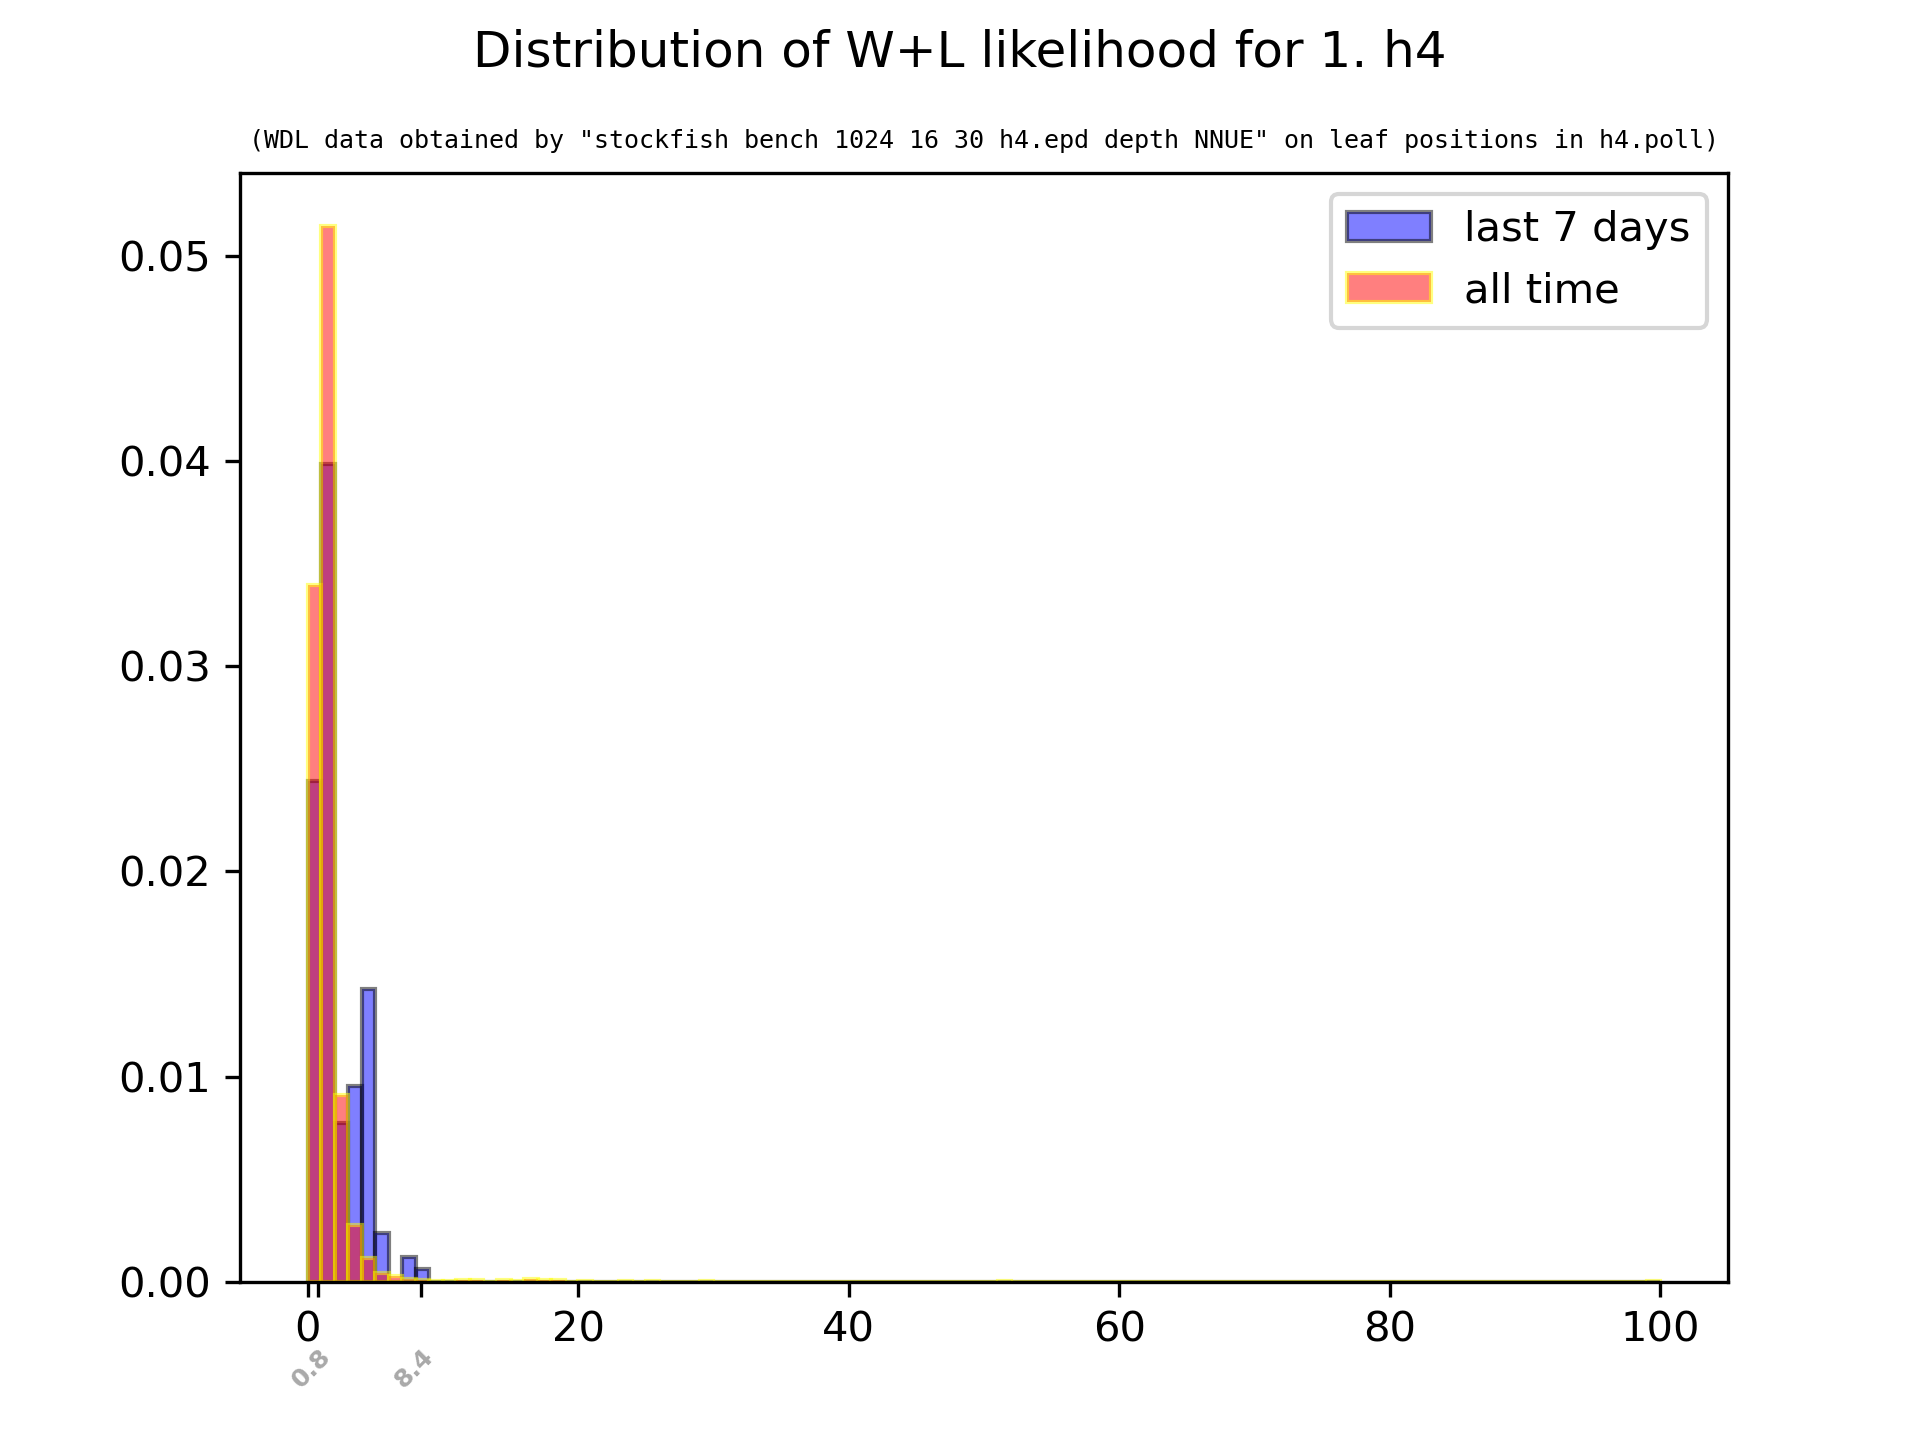 Distribution of W+L likelihood for 1. h4
(WDL data obtained by "stockfish bench 1024 16 30 h4.epd depth NNUE" on leaf positions in h4.poll)
last 7 days
all time
0.05
0.04
0.03
0.02
0.01
0.00
0 20 40 60 80 100
0.8 8.4